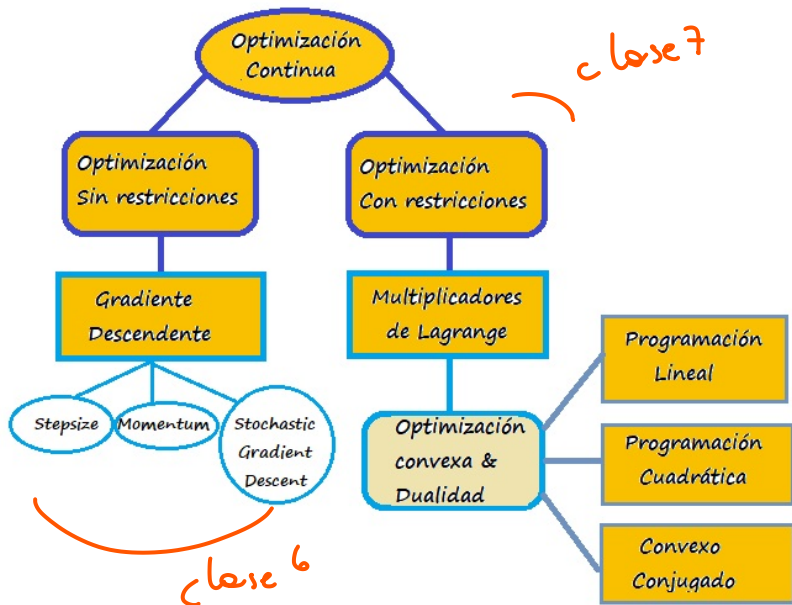 Optimización
Continua
clase 7
Optimización
Sin restricciones
Optimización
Con restricciones
Gradiente
Descendente
Multiplicadores
de Lagrange
Programación
Lineal
Stepsize
Momentum
Stochastic
Gradient
Descent
Optimización
convexa &
Dualidad
Programación
Cuadrática
Convexo
Conjugado
clase 6